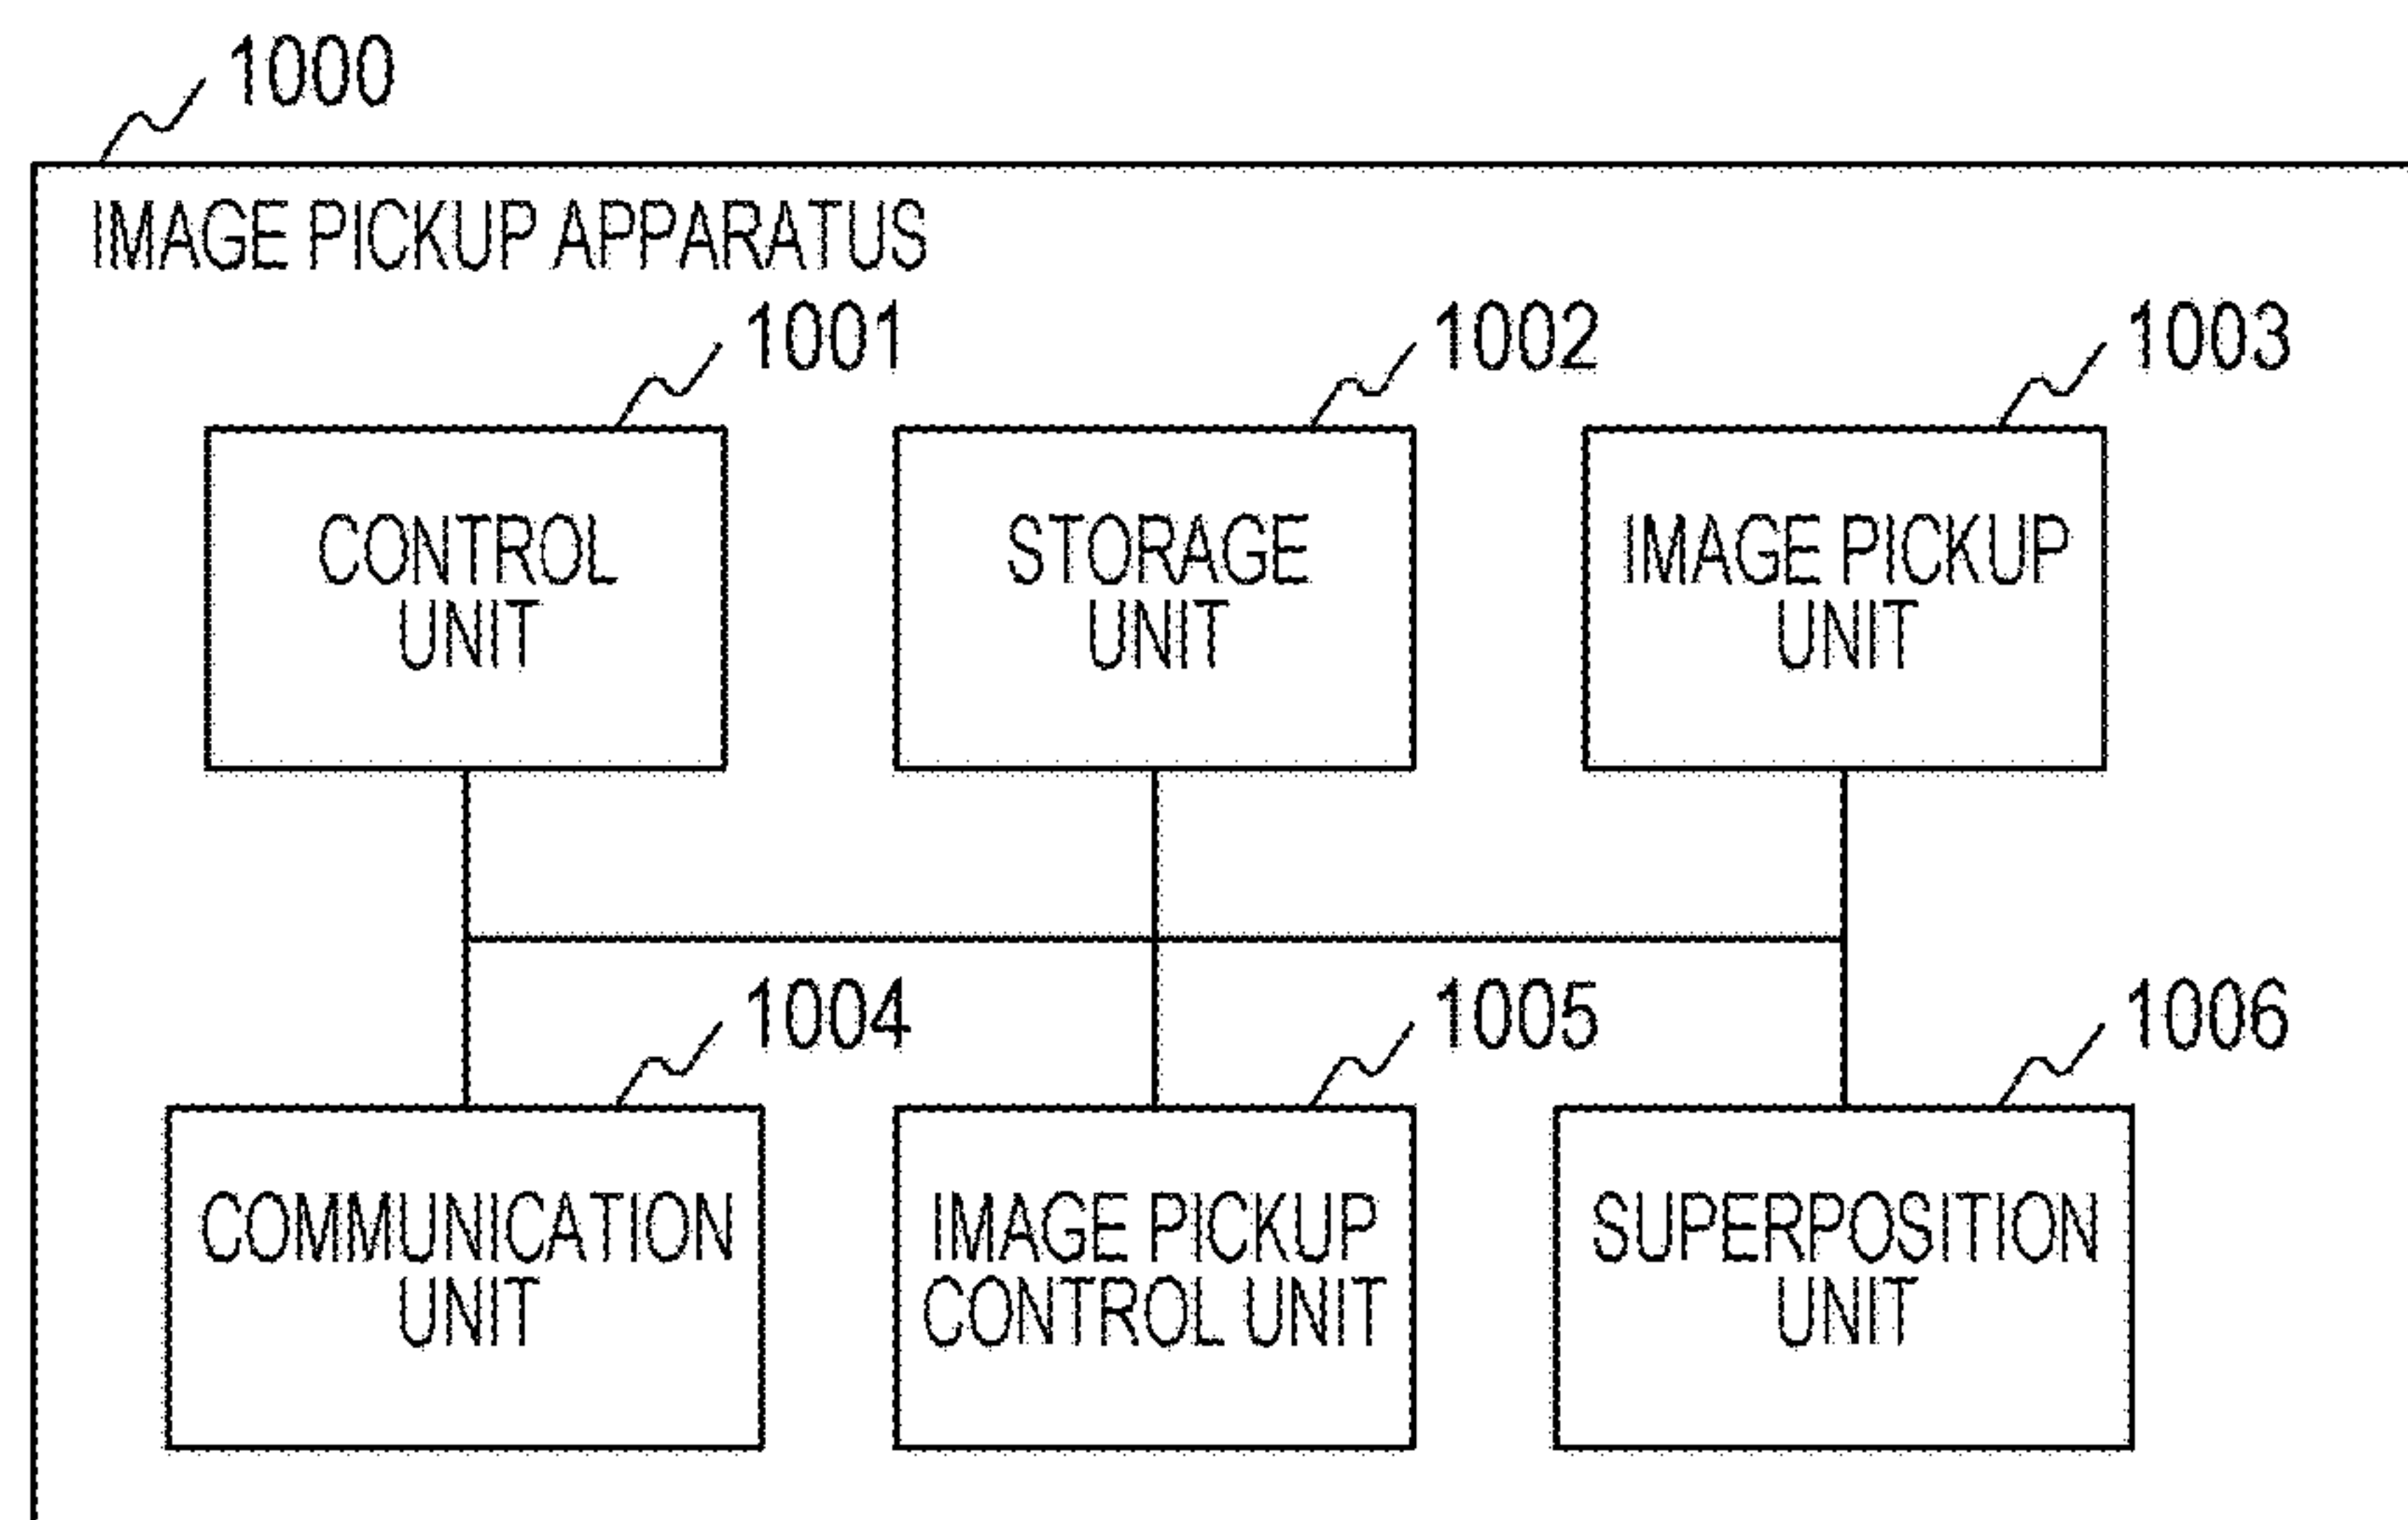 1000
IMAGE PICKUP APPARATUS
1001
1002
1003
CONTROL
UNIT
STORAGE
UNIT
IMAGE PICKUP
UNIT
1004
1005
1006
COMMUNICATION
UNIT
IMAGE PICKUP
CONTROL UNIT
SUPERPOSITION
UNIT